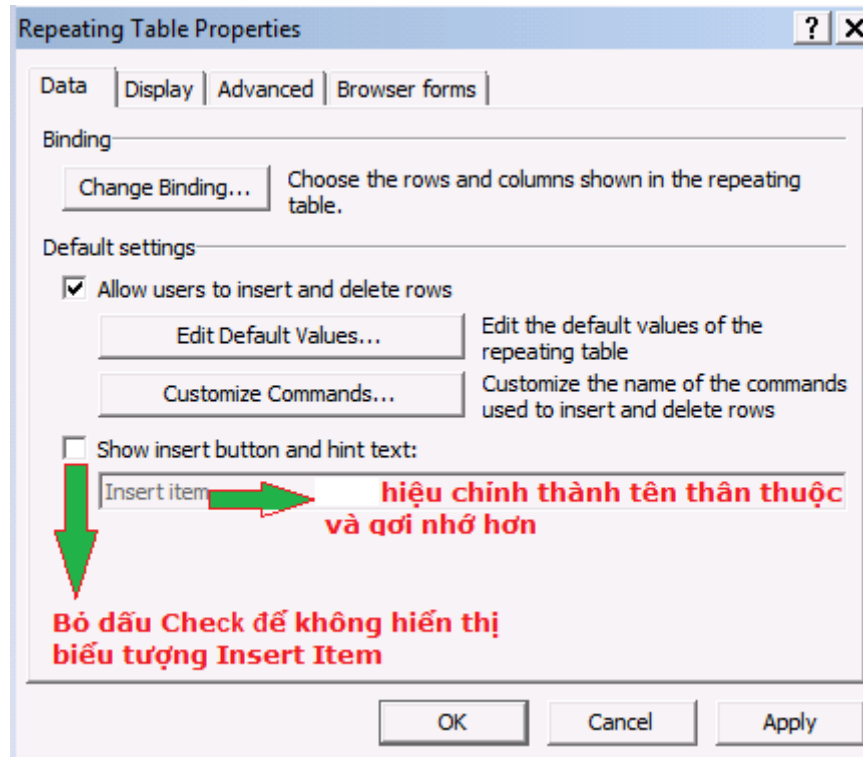 Repeating Table Properties
Data Display Advanced Browser forms
Binding
Change Binding...
Choose the rows and columns shown in the repeating
table.
Default settings
Allow users to insert and delete rows
Edit Default Values...
Edit the default values of the
repeating table
Customize Commands...
Customize the name of the commands
used to insert and delete rows
Show insert button and hint text:
Insert item
hiệu chỉnh thành tên thân thuộc
và gợi nhớ hơn
Bỏ dấu Check để không hiển thị
biểu tượng Insert Item
OK Cancel Apply